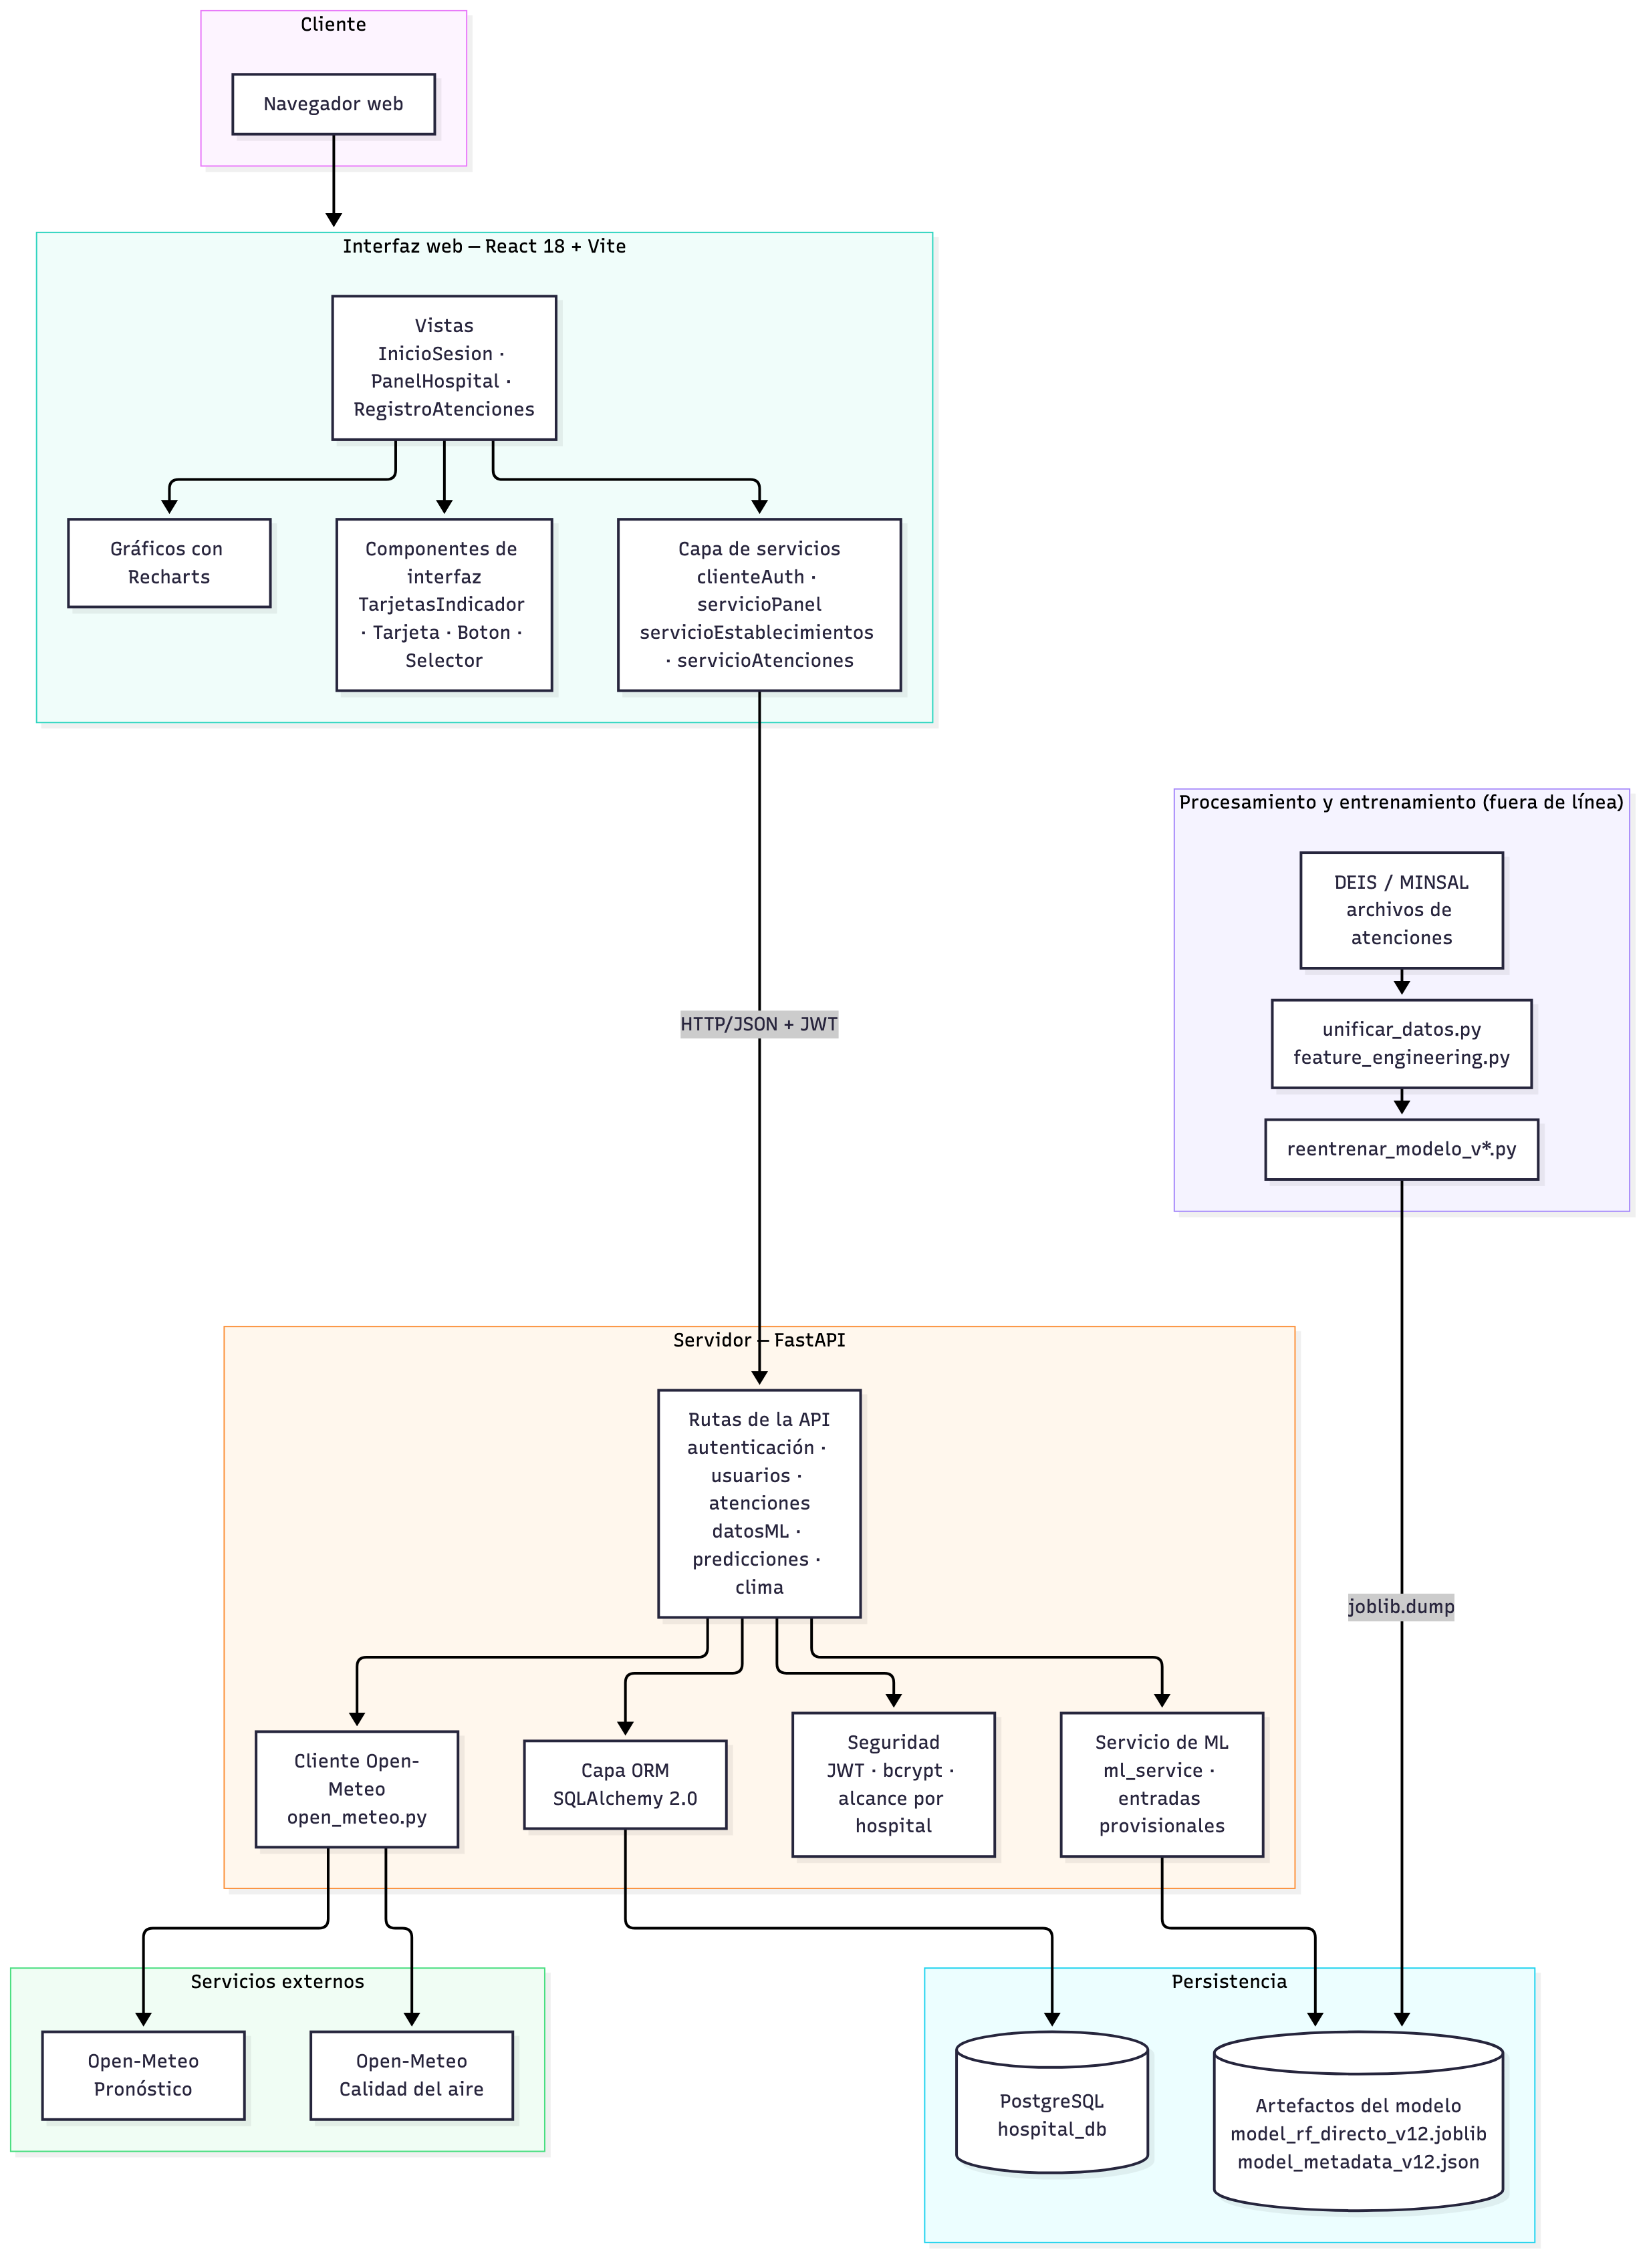 Cliente
Navegador web
Interfaz web – React 18 + Vite
Vistas
InicioSesion ·
PanelHospital ·
RegistroAtenciones
Gráficos con
Recharts
Componentes de
interfaz
TarjetasIndicador
· Tarjeta · Boton ·
Selector
Capa de servicios
clienteAuth ·
servicioPanel
servicioEstablecimientos
· servicioAtenciones
HTTP/JSON + JWT
Procesamiento y entrenamiento (fuera de línea)
DEIS / MINSAL
archivos de
atenciones
unificar_datos.py
feature_engineering.py
reentrenar_modelo_v*.py
joblib.dump
Servidor – FastAPI
Rutas de la API
autenticación ·
usuarios ·
atenciones
datosML ·
predicciones ·
clima
Cliente Open-
Meteo
open_meteo.py
Capa ORM
SQLAlchemy 2.0
Seguridad
JWT · bcrypt ·
alcance por
hospital
Servicio de ML
ml_service ·
entradas
provisionales
Servicios externos
Open-Meteo
Pronóstico
Open-Meteo
Calidad del aire
Persistencia
PostgreSQL
hospital_db
Artefactos del modelo
model_rf_directo_v12.joblib
model_metadata_v12.json